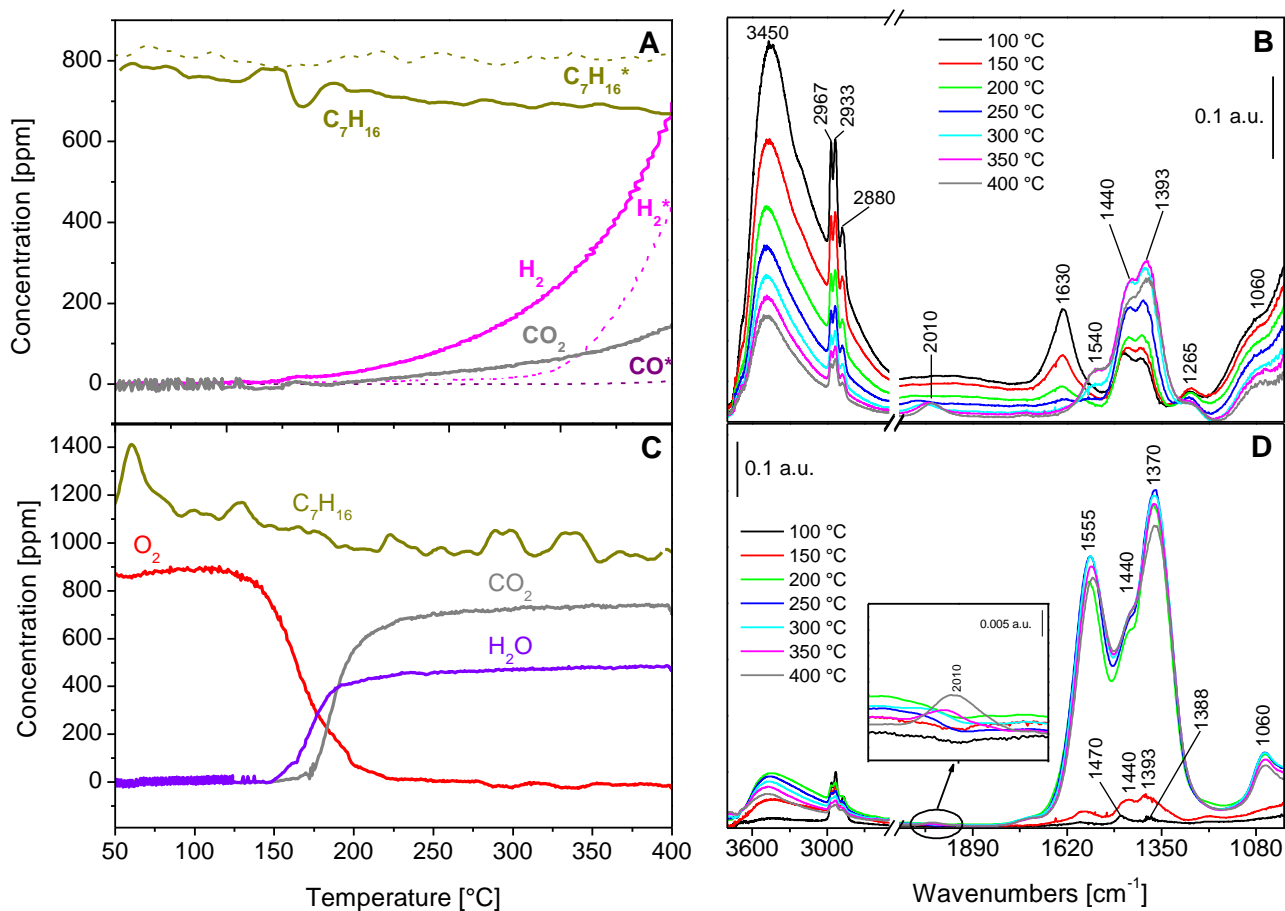 A
Concentration [ppm]
800
600
400
200
0
C₇H₁₆*
C₇H₁₆
H₂*
H₂
CO₂
CO*
B
3450
2967
2933
2880
100 °C
150 °C
200 °C
250 °C
300 °C
350 °C
400 °C
0.1 a.u.
1440
1393
1630
1540
2010
1265
1060
C
Concentration [ppm]
1400
1200
1000
800
600
400
200
0
C₇H₁₆
O₂
CO₂
H₂O
50
100
150
200
250
300
350
400
Temperature [°C]
D
0.1 a.u.
100 °C
150 °C
200 °C
250 °C
300 °C
350 °C
400 °C
0.005 a.u.
2010
1555
1440
1370
1470
1440
1393
1388
1060
3600
3000
1890
1620
1350
1080
Wavenumbers [cm⁻¹]